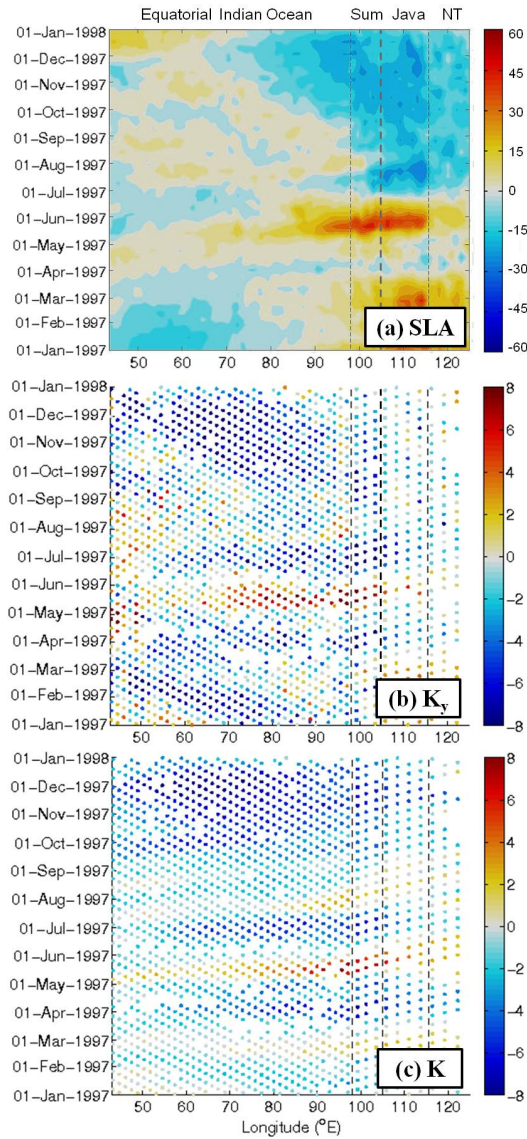 Equatorial Indian Ocean Sum Java NT
01-Jan-1998
01-Dec-1997
01-Nov-1997
01-Oct-1997
01-Sep-1997
01-Aug-1997
01-Jul-1997
01-Jun-1997
01-May-1997
01-Apr-1997
01-Mar-1997
01-Feb-1997
01-Jan-1997
50 60 70 80 90 100 110 120
60
45
30
15
0
-15
-30
-45
-60
(a) SLA
01-Jan-1998
01-Dec-1997
01-Nov-1997
01-Oct-1997
01-Sep-1997
01-Aug-1997
01-Jul-1997
01-Jun-1997
01-May-1997
01-Apr-1997
01-Mar-1997
01-Feb-1997
01-Jan-1997
50 60 70 80 90 100 110 120
8
6
4
2
0
-2
-4
-6
-8
(b) Ky
01-Jan-1998
01-Dec-1997
01-Nov-1997
01-Oct-1997
01-Sep-1997
01-Aug-1997
01-Jul-1997
01-Jun-1997
01-May-1997
01-Apr-1997
01-Mar-1997
01-Feb-1997
01-Jan-1997
50 60 70 80 90 100 110 120
8
6
4
2
0
-2
-4
-6
-8
(c) K
Longitude (°E)